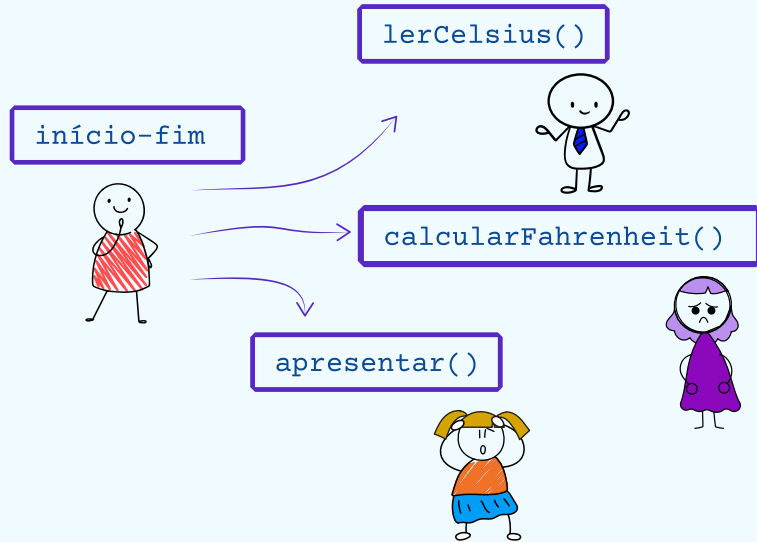 lerCelsius()
início-fim
calcularFahrenheit()
apresentar()